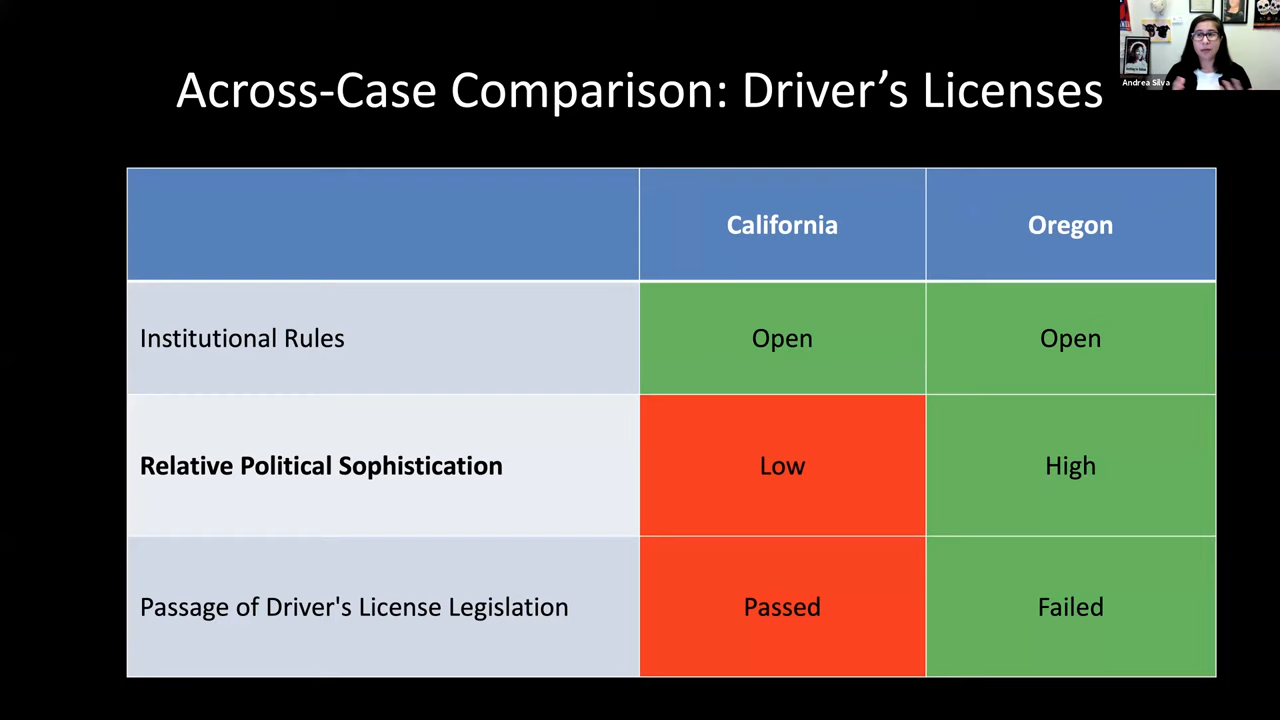 Andrea Silva
Across-Case Comparison: Driver’s Licenses
California
Oregon
Institutional Rules
Open
Open
Relative Political Sophistication
Low
High
Passage of Driver's License Legislation
Passed
Failed